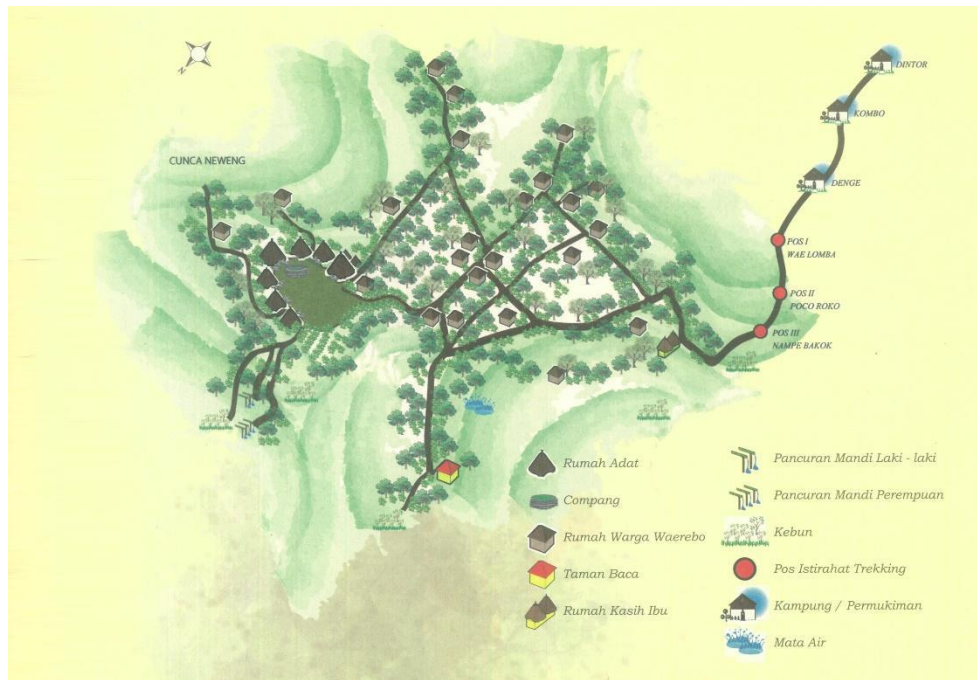 N
CUNCA NEWENG
DINTOR
KOMBO
DENGE
POS I
WAE LOMBA
POS II
POCO ROKO
POS III
NAMPE BAKOK
Rumah Adat
Compang
Rumah Warga Waerebo
Taman Baca
Rumah Kasih Ibu
Pancuran Mandi Laki - laki
Pancuran Mandi Perempuan
Kebun
Pos Istirahat Trekking
Kampung / Permukiman
Mata Air